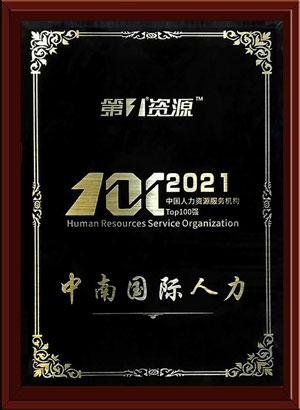 第1资源™
100 2021
中国人力资源服务机构
Top100强
Human Resources Service Organization
中南国际人力